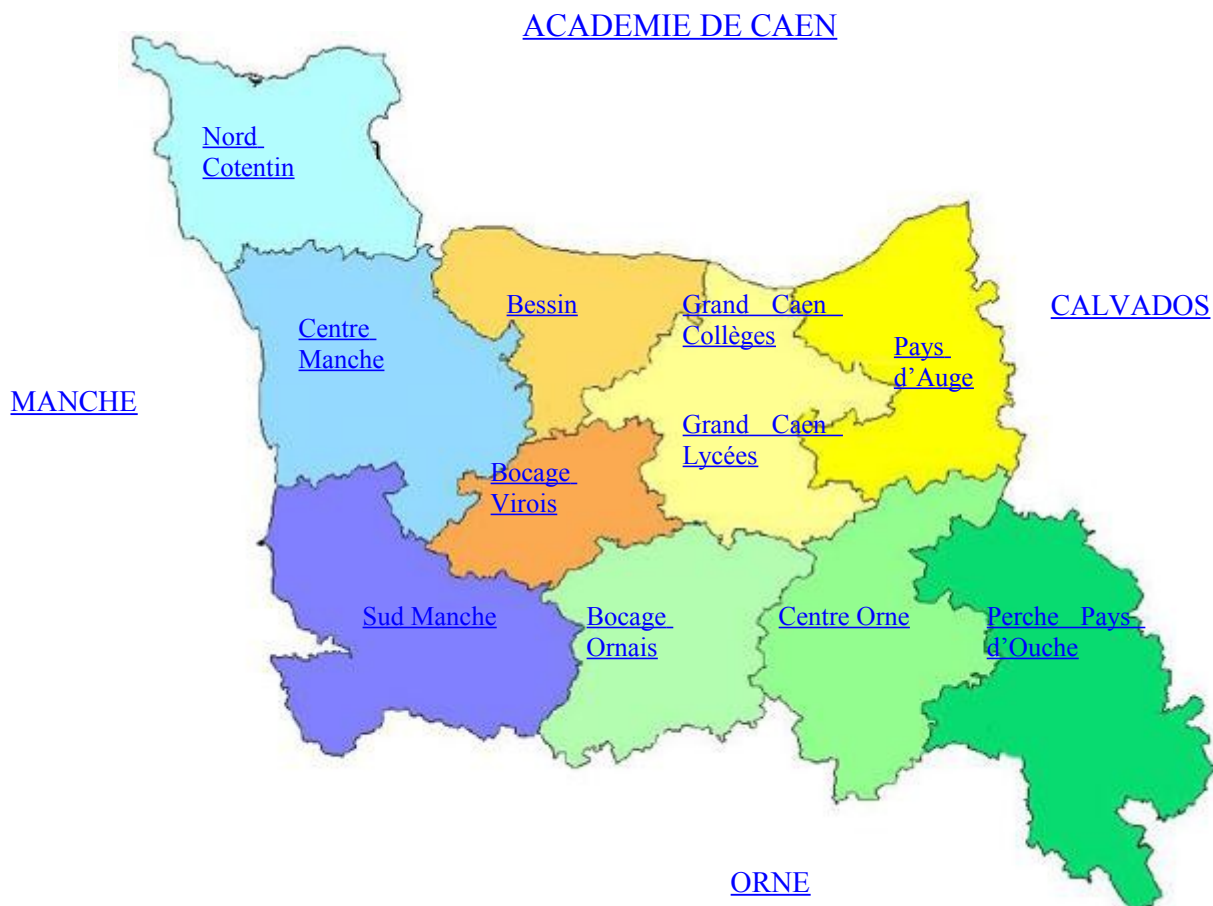 ACADEMIE DE CAEN
Nord
Cotentin
Bessin
Grand Caen
Collèges
CALVADOS
Centre
Manche
Pays
d’Auge
MANCHE
Grand Caen
Lycées
Bocage
Virois
Sud Manche
Bocage
Ornais
Centre Orne
Perche Pays
d’Ouche
ORNE